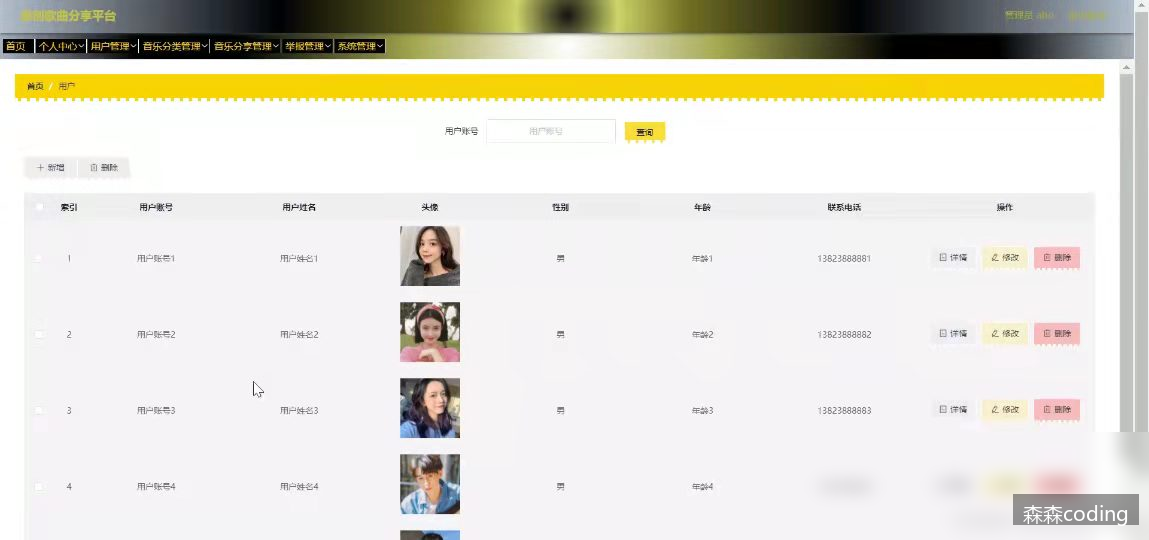 歌曲分享平台
管理员 abo
首页 个人中心 用户管理 音乐分类管理 音乐分享管理 举报管理 系统管理
首页 / 用户
用户账号 用户账号 查询
新增 删除
索引 用户账号 用户姓名 头像 性别 年龄 联系电话 操作
1 用户账号1 用户姓名1 男 年龄1 13823888881 详情 修改 删除
2 用户账号2 用户姓名2 男 年龄2 13823888882 详情 修改 删除
3 用户账号3 用户姓名3 男 年龄3 13823888883 详情 修改 删除
4 用户账号4 用户姓名4 男 年龄4
森森coding